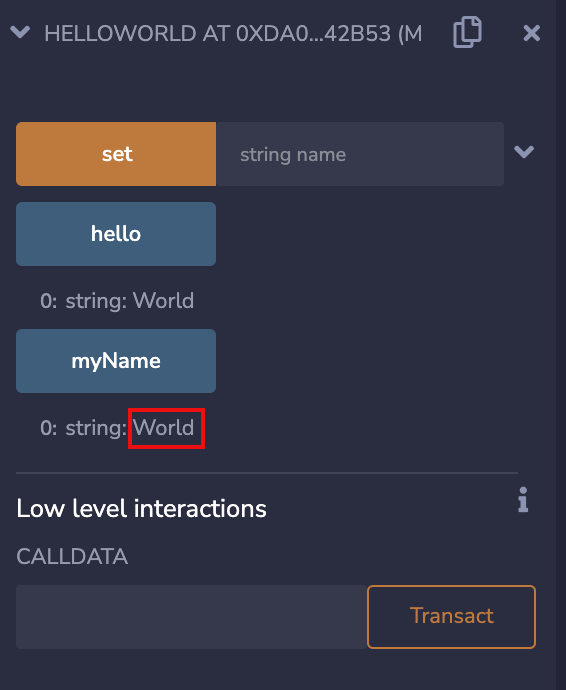 HELLOWORLD AT 0XDA0...42B53 (M
set string name
hello
0: string: World
myName
0: string: World
Low level interactions
CALLDATA
Transact